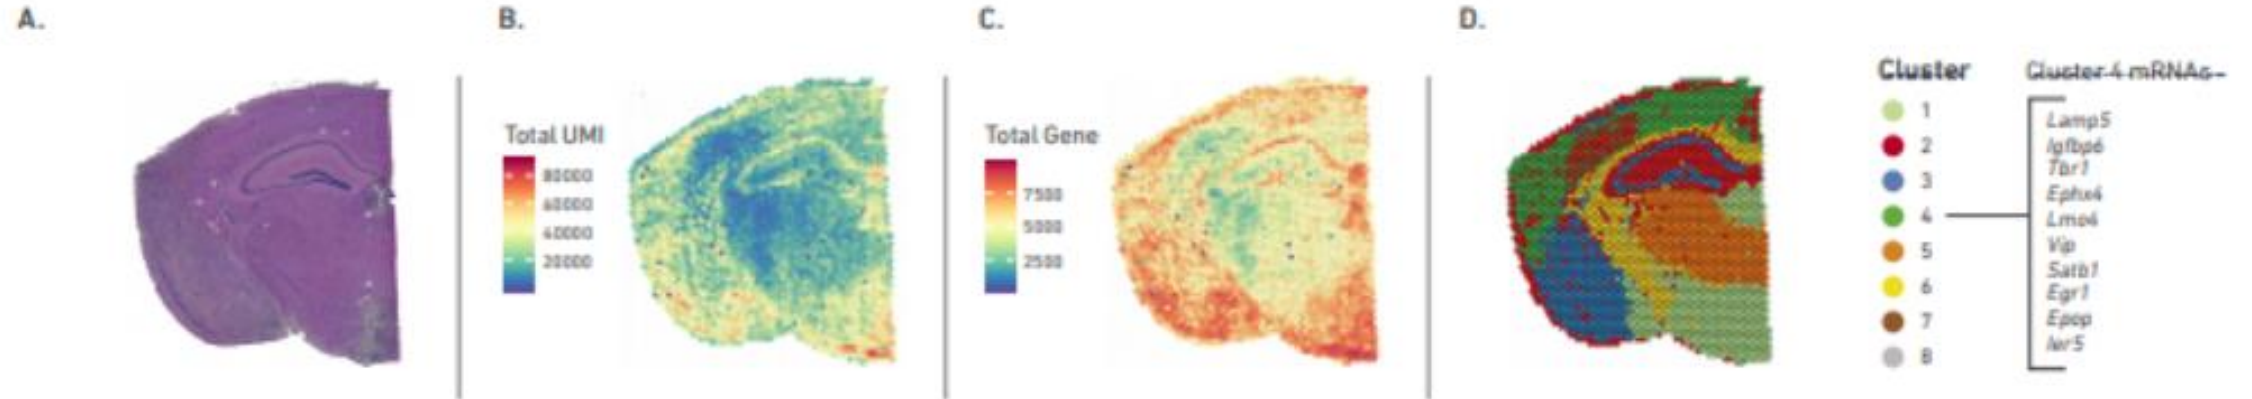 A.
B.
C.
D.
Total UMI
80000
60000
40000
20000
Total Gene
7500
5000
2500
Cluster
1
2
3
4
5
6
7
8
Cluster 4 mRNAs
Lamp5
Igfbp6
Tbr1
Ephx4
Lmo4
Vip
Satb1
Egr1
Epop
Ier5